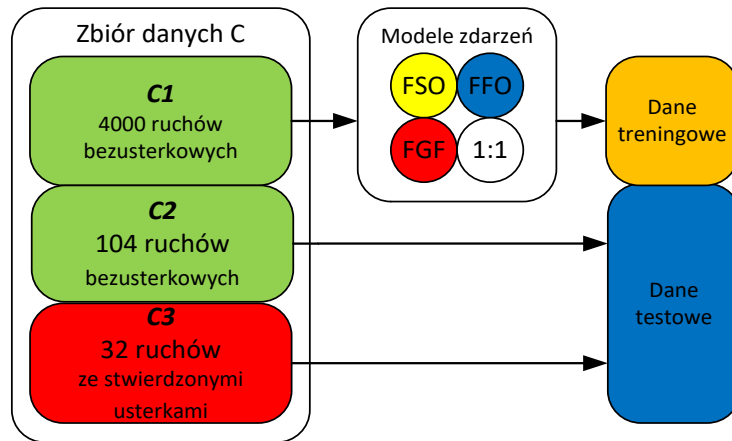 Zbiór danych C
C1
4000 ruchów
bezusterkowych
C2
104 ruchów
bezusterkowych
C3
32 ruchów
ze stwierdzonymi
usterkami
Modele zdarzeń
FSO
FFO
FGF
1:1
Dane
treningowe
Dane
testowe